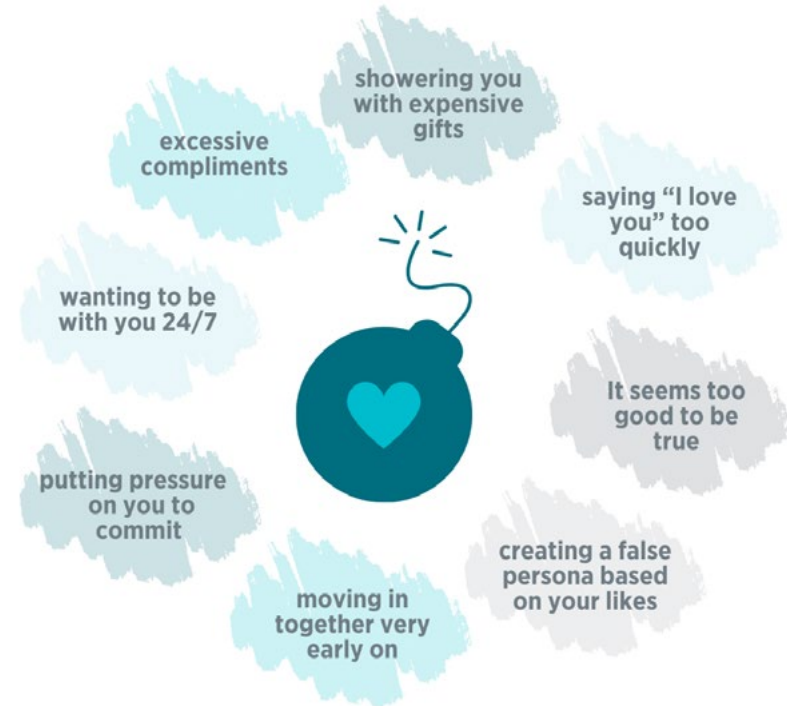 showering you
with expensive
gifts
saying “I love
you” too
quickly
It seems too
good to be
true
creating a false
persona based
on your likes
moving in
together very
early on
putting pressure
on you to
commit
wanting to be
with you 24/7
excessive
compliments